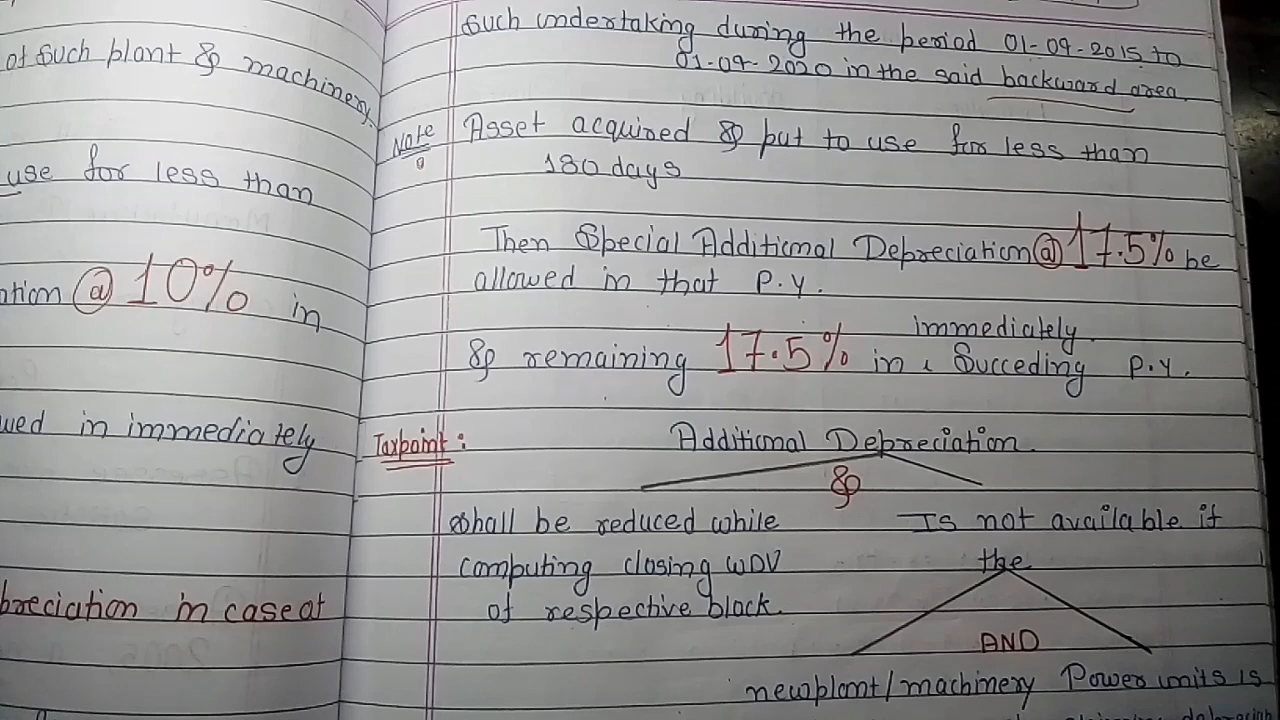 of such plant & machinery.
use for less than
ation @ 10% in
wed in immediately
preciation in case of
such undertaking during the period 01-09-2015 to
01-09-2020 in the said backward area.
Note: Asset acquired & put to use for less than
180 days
Then Special Additional Depreciation @ 17.5% be
allowed in that P.Y.
immediately
& remaining 17.5% in Succeding P.Y.
Taxpoint: Additional Depreciation.
&
shall be reduced while Is not available if
computing closing WDV the
of respective block.
AND
new plant/machinery Power units is